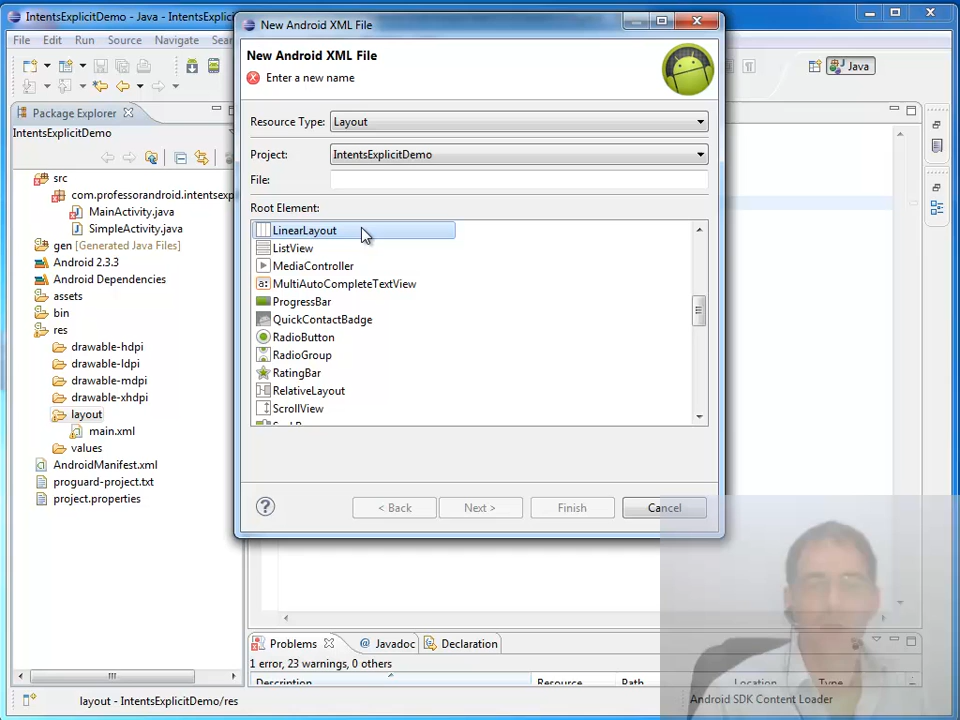 IntentsExplicitDemo - Java - IntentsExplicitD
File Edit Run Source Navigate Sear
Java
Package Explorer
IntentsExplicitDemo
src
com.professorandroid.intentsexp
MainActivity.java
SimpleActivity.java
gen [Generated Java Files]
Android 2.3.3
Android Dependencies
assets
bin
res
drawable-hdpi
drawable-ldpi
drawable-mdpi
drawable-xhdpi
layout
main.xml
values
AndroidManifest.xml
proguard-project.txt
project.properties
New Android XML File
New Android XML File
Enter a new name
Resource Type: Layout
Project: IntentsExplicitDemo
File:
Root Element:
LinearLayout
ListView
MediaController
a: MultiAutoCompleteTextView
ProgressBar
QuickContactBadge
RadioButton
RadioGroup
RatingBar
RelativeLayout
ScrollView
< Back Next > Finish Cancel
Problems @ Javadoc Declaration
1 error, 23 warnings, 0 others
Description Resource Path Location Type
layout - IntentsExplicitDemo/res
Android SDK Content Loader